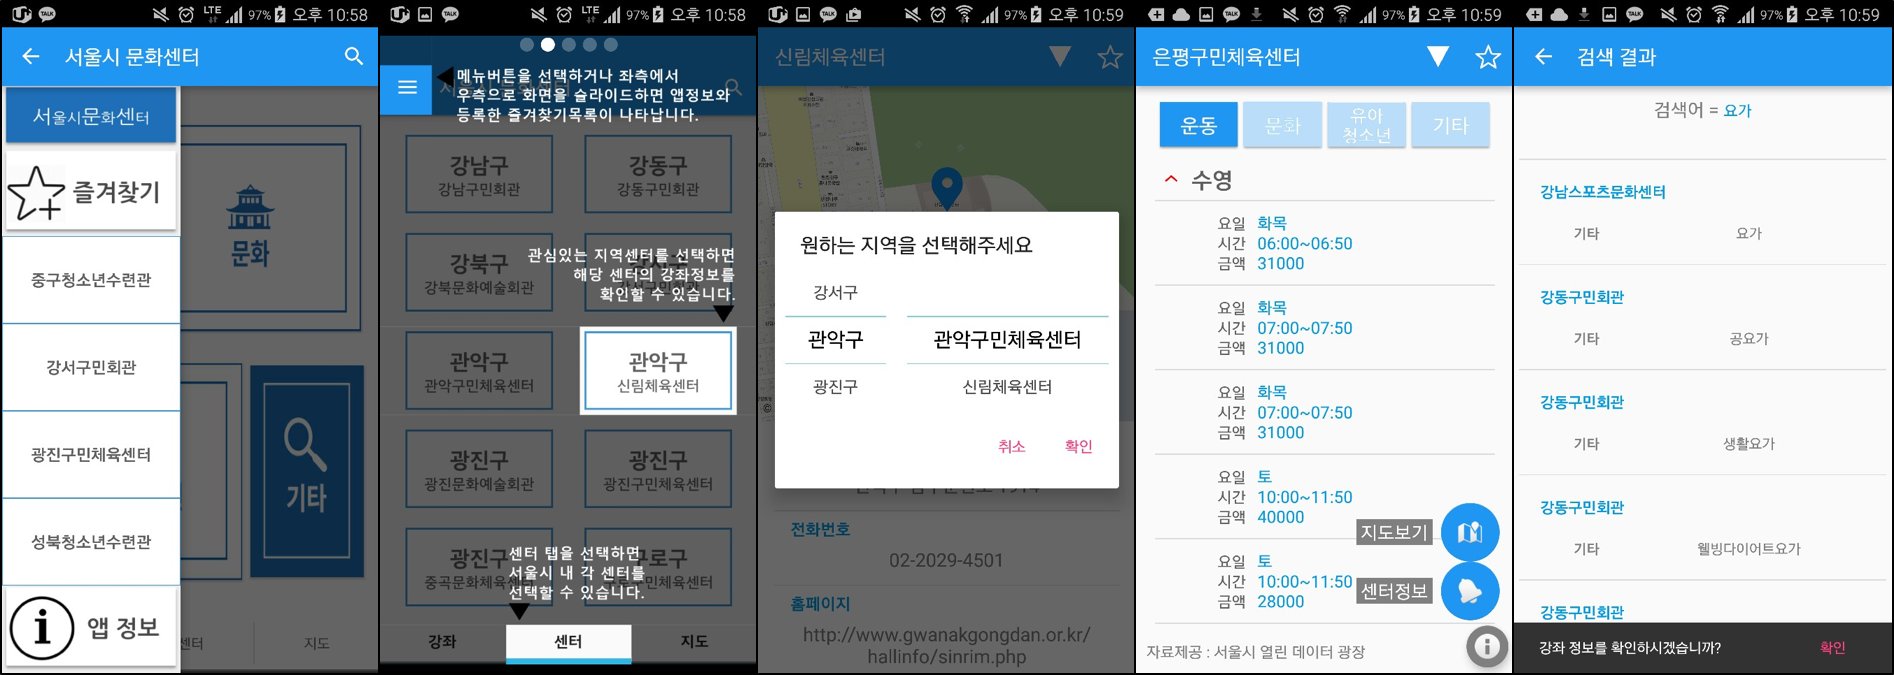 LTE 97% 오후 10:58
서울시 문화센터
서울시문화센터
즐겨찾기
중구청소년수련관
강서구민회관
광진구민체육센터
성북청소년수련관
앱 정보
문화
기타
센터
지도
TALK LTE 97% 오후 10:58
메뉴버튼을 선택하거나 좌측에서
우측으로 화면을 슬라이드하면 앱정보와
등록한 즐겨찾기목록이 나타납니다.
강남구
강남구민회관
강동구
강동구민회관
관심있는 지역센터를 선택하면
해당 센터의 강좌정보를
확인할 수 있습니다.
강북구
강북문화예술회관
관악구
관악구민체육센터
관악구
신림체육센터
광진구
광진문화예술회관
광진구
광진구민체육센터
광진구
중곡문화체육센터
구로구
센터 탭을 선택하면
서울시 내 각 센터를
선택할 수 있습니다.
강좌
센터
지도
TALK 97% 오후 10:59
신림체육센터
원하는 지역을 선택해주세요
강서구
관악구 관악구민체육센터
광진구 신림체육센터
취소 확인
전화번호
02-2029-4501
홈페이지
http://www.gwanakgongdan.or.kr/
hallinfo/sinrim.php
TALK 97% 오후 10:59
은평구민체육센터
운동
문화
유아
청소년
기타
수영
요일 화목
시간 06:00~06:50
금액 31000
요일 화목
시간 07:00~07:50
금액 31000
요일 화목
시간 07:00~07:50
금액 31000
요일 토
시간 10:00~11:50
금액 40000
지도보기
요일 토
시간 10:00~11:50
금액 28000
센터정보
자료제공 : 서울시 열린 데이터 광장
TALK 97% 오후 10:59
검색 결과
검색어 = 요가
강남스포츠문화센터
기타 요가
강동구민회관
기타 공요가
강동구민회관
기타 생활요가
강동구민회관
기타 웰빙다이어트요가
강동구민회관
강좌 정보를 확인하시겠습니까? 확인